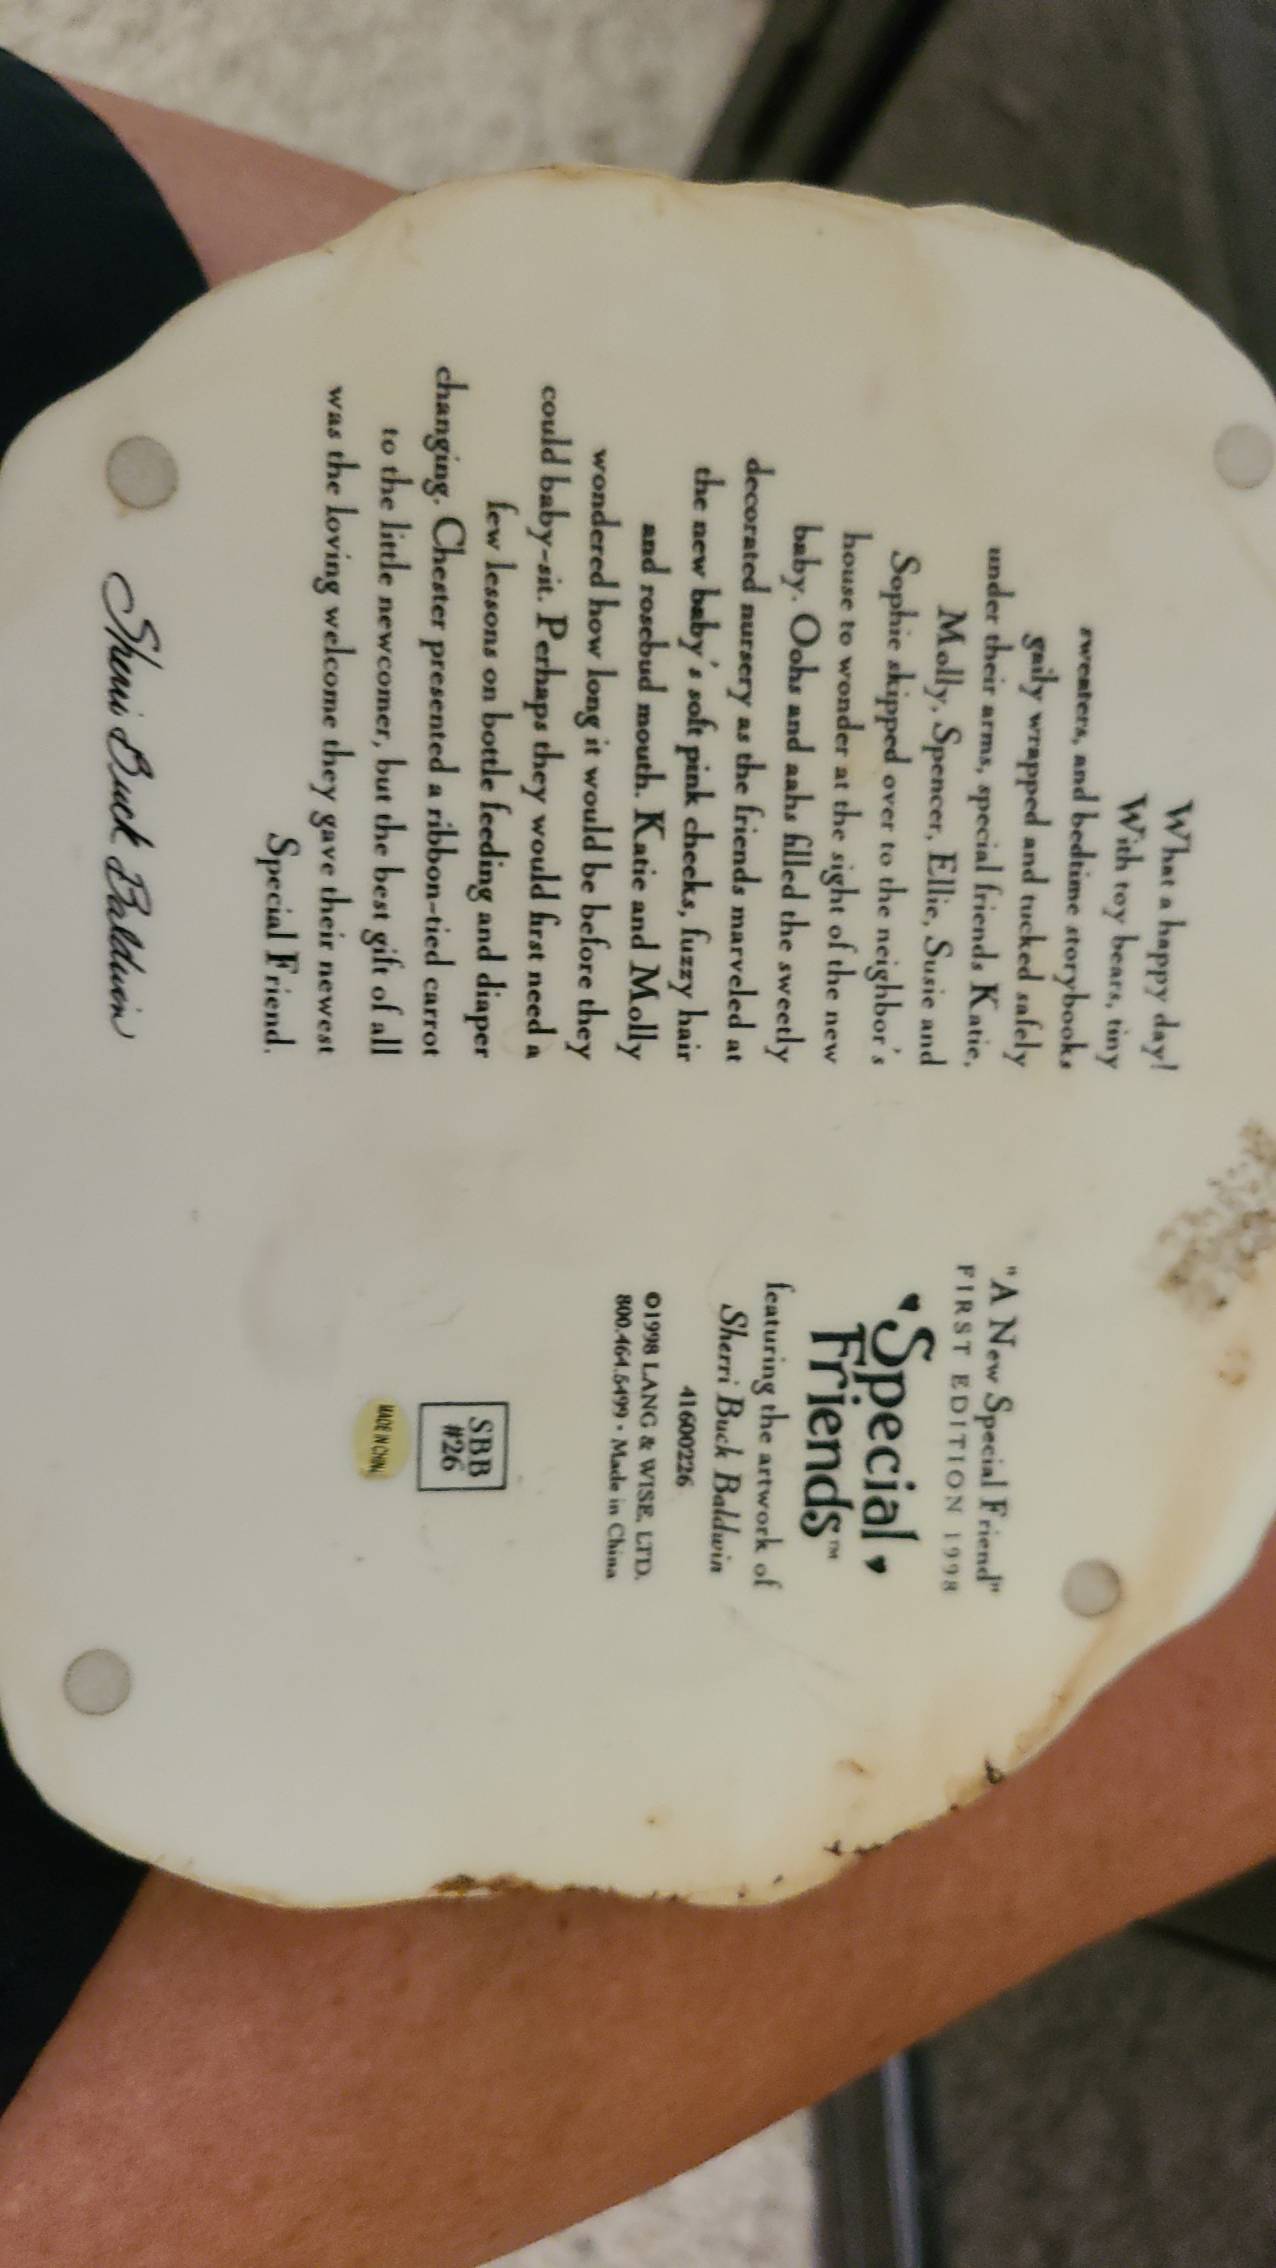 What a happy day!
With toy bears, tiny
sweaters, and bedtime storybooks
gaily wrapped and tucked safely
under their arms, special friends Katie,
Molly, Spencer, Ellie, Susie and
Sophie skipped over to the neighbor's
house to wonder at the sight of the new
baby. Oohs and aahs filled the sweetly
decorated nursery as the friends marveled at
the new baby's soft pink cheeks, fuzzy hair
and rosebud mouth. Katie and Molly
wondered how long it would be before they
could baby-sit. Perhaps they would first need a
few lessons on bottle feeding and diaper
changing. Chester presented a ribbon-tied carrot
to the little newcomer, but the best gift of all
was the loving welcome they gave their newest
Special Friend.
Sherri Buck Baldwin
"A New Special Friend"
FIRST EDITION 1998
Special
Friends™
featuring the artwork of
Sherri Buck Baldwin
41600226
©1998 LANG & WISE, LTD.
800.464.5499 • Made in China
SBB
#26
MADE IN CHINA